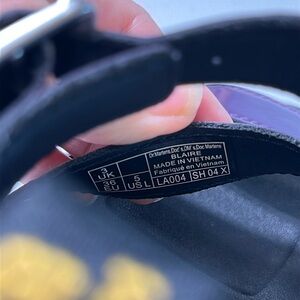 3 UK
36 EU
5 US L
Dr.Martens, Doc's, DM's, Doc Martens
BLAIRE
MADE IN VIETNAM
Fabriqué en Vietnam
LA004
SH 04 X